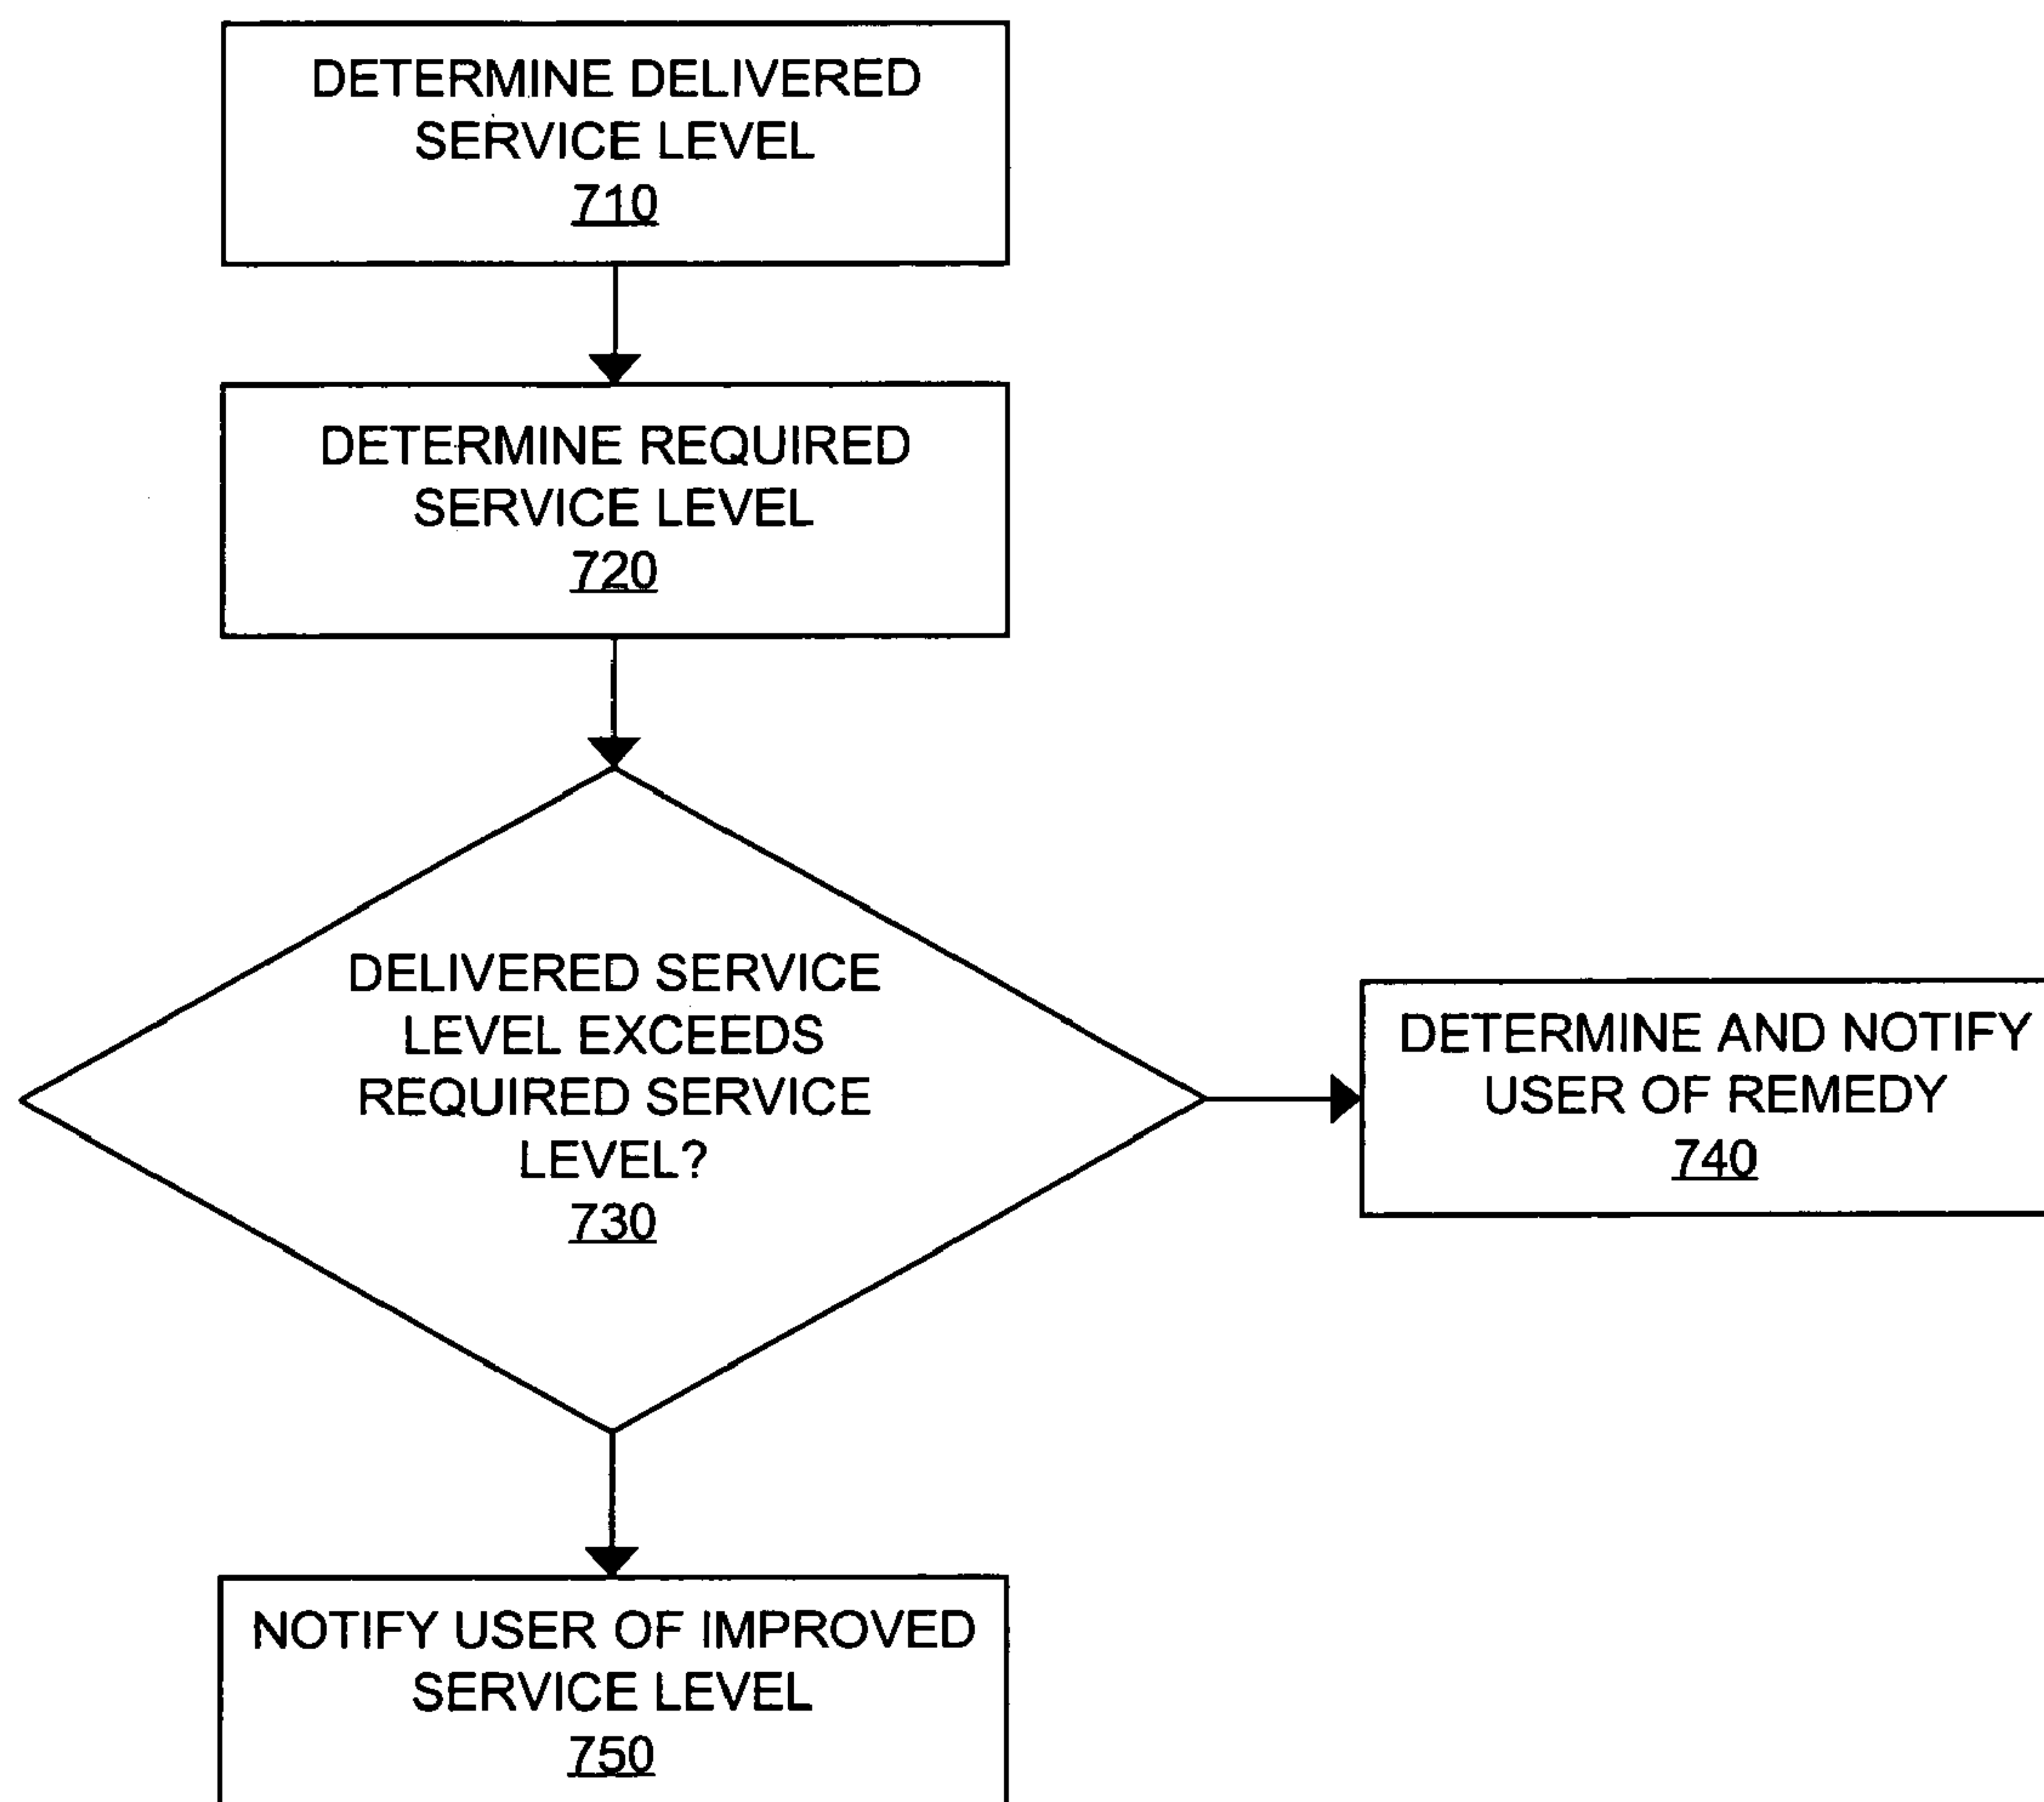 DETERMINE DELIVERED
SERVICE LEVEL
710
DETERMINE REQUIRED
SERVICE LEVEL
720
DELIVERED SERVICE
LEVEL EXCEEDS
REQUIRED SERVICE
LEVEL?
730
DETERMINE AND NOTIFY
USER OF REMEDY
740
NOTIFY USER OF IMPROVED
SERVICE LEVEL
750